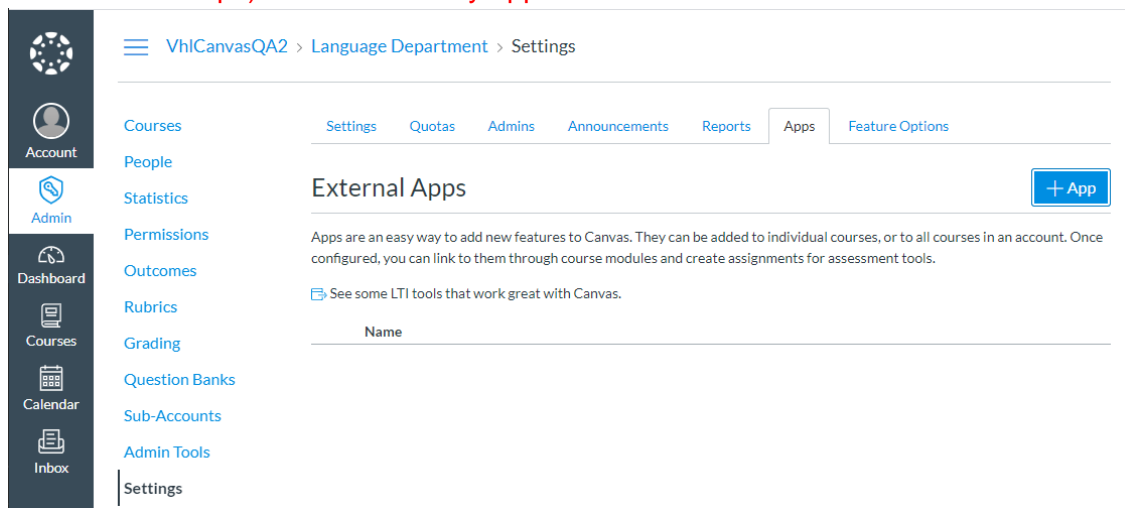 VhlCanvasQA2 > Language Department > Settings
Account
Admin
Dashboard
Courses
Calendar
Inbox
Courses
People
Statistics
Permissions
Outcomes
Rubrics
Grading
Question Banks
Sub-Accounts
Admin Tools
Settings
Settings Quotas Admins Announcements Reports Apps Feature Options
External Apps
+ App
Apps are an easy way to add new features to Canvas. They can be added to individual courses, or to all courses in an account. Once
configured, you can link to them through course modules and create assignments for assessment tools.
See some LTI tools that work great with Canvas.
Name